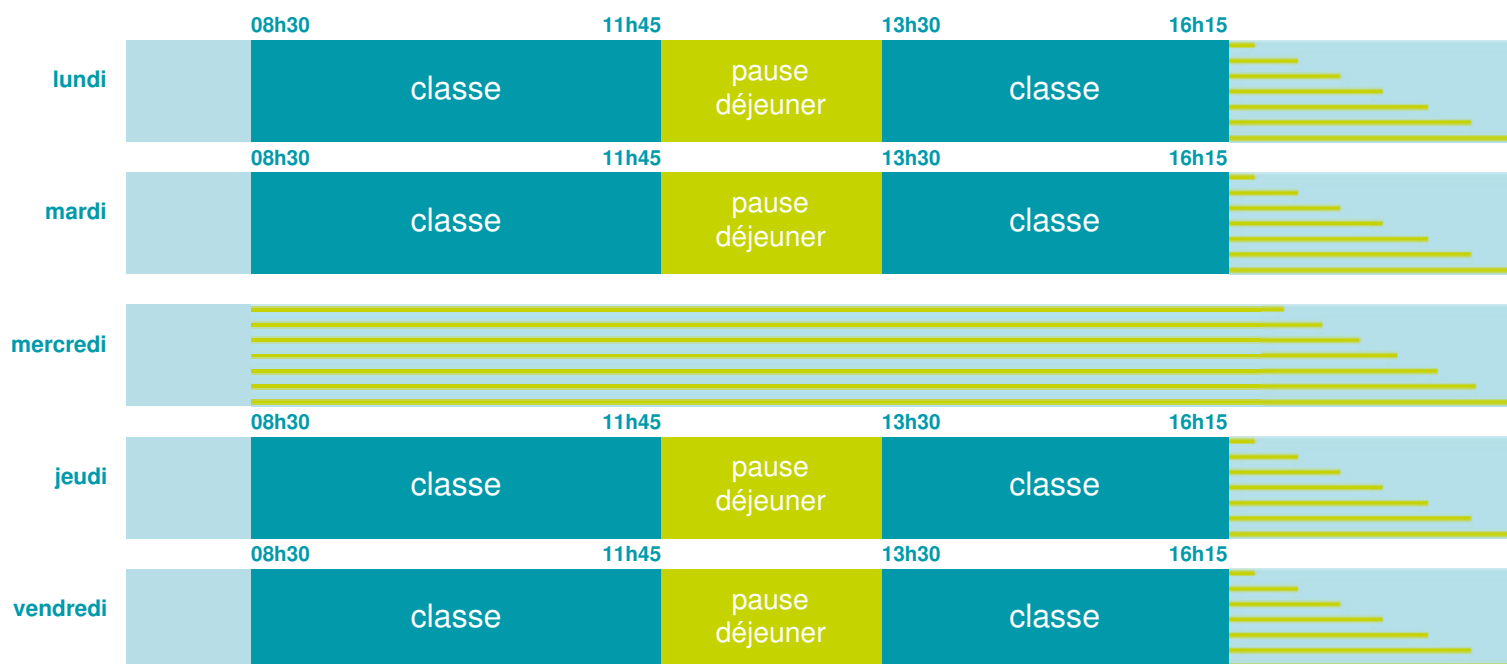 08h30 11h45 13h30 16h15
lundi
classe
pause
déjeuner
classe
08h30 11h45 13h30 16h15
mardi
classe
pause
déjeuner
classe
mercredi
08h30 11h45 13h30 16h15
jeudi
classe
pause
déjeuner
classe
08h30 11h45 13h30 16h15
vendredi
classe
pause
déjeuner
classe